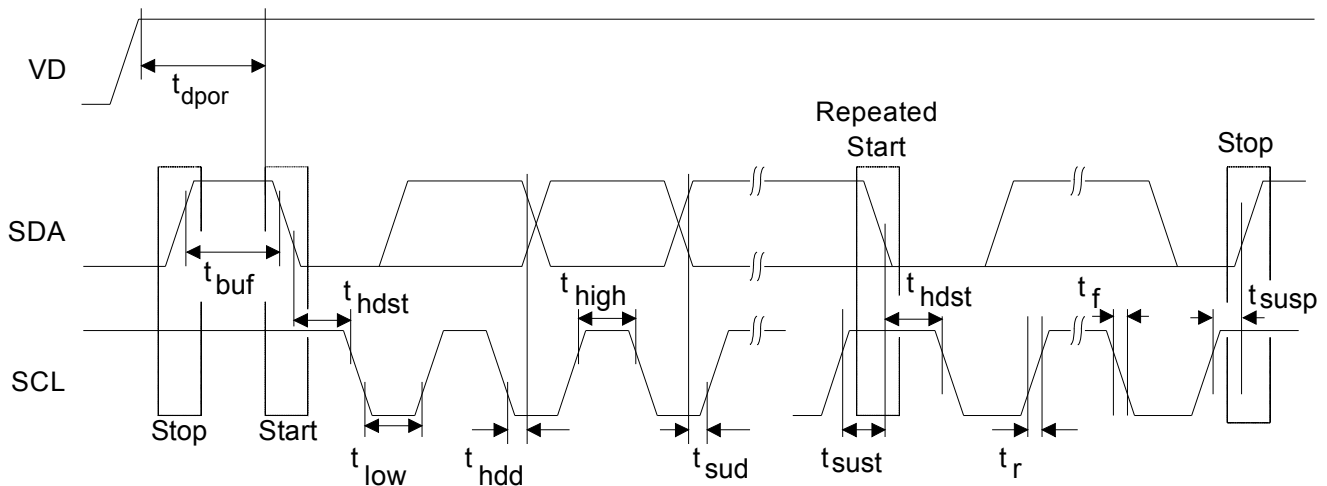 VD
t dpor
Repeated
Start
Stop
SDA
t buf
t hdst
t high
t hdst
t f
t susp
SCL
Stop
Start
t low
t hdd
t sud
t sust
t r